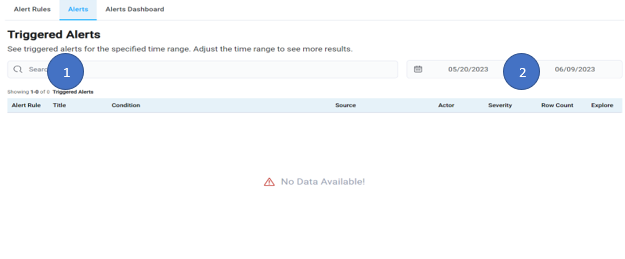 Alert Rules Alerts Alerts Dashboard
Triggered Alerts
See triggered alerts for the specified time range. Adjust the time range to see more results.
Sear 1 05/20/2023 2 06/09/2023
Showing 1-0 of 0 Triggered Alerts
Alert Rule Title Condition Source Actor Severity Row Count Explore
No Data Available!